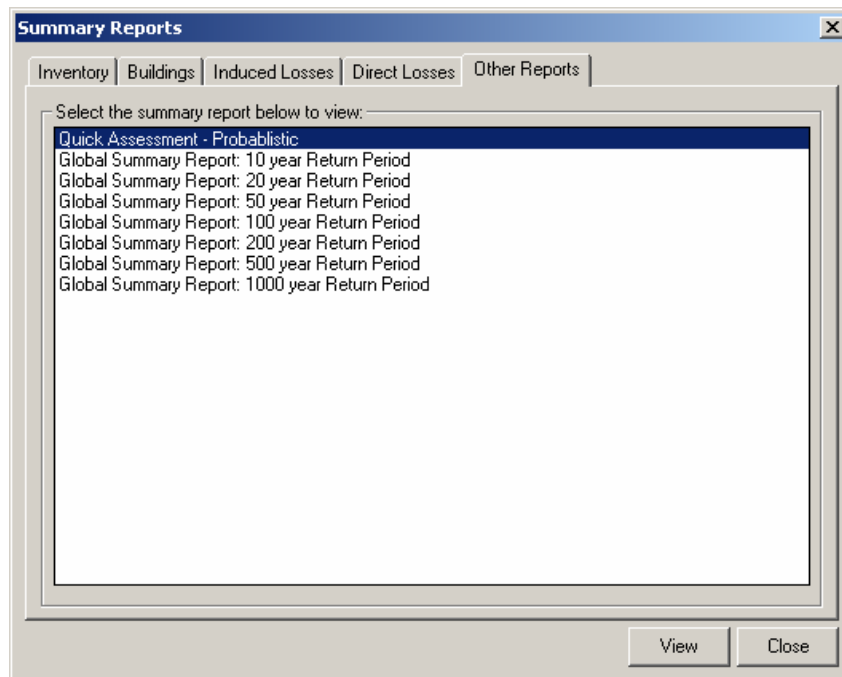 Summary Reports
Inventory Buildings Induced Losses Direct Losses Other Reports
Select the summary report below to view:
Quick Assessment - Probablistic
Global Summary Report: 10 year Return Period
Global Summary Report: 20 year Return Period
Global Summary Report: 50 year Return Period
Global Summary Report: 100 year Return Period
Global Summary Report: 200 year Return Period
Global Summary Report: 500 year Return Period
Global Summary Report: 1000 year Return Period
View Close